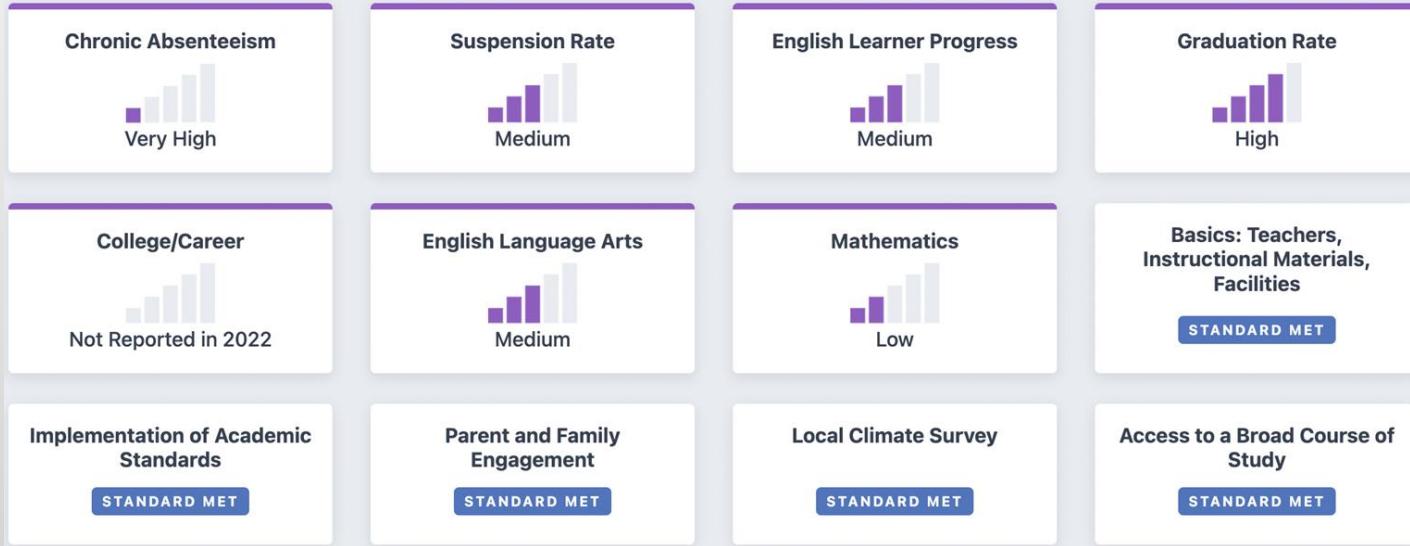 Chronic Absenteeism
Very High
Suspension Rate
Medium
English Learner Progress
Medium
Graduation Rate
High
College/Career
Not Reported in 2022
English Language Arts
Medium
Mathematics
Low
Basics: Teachers,
Instructional Materials,
Facilities
STANDARD MET
Implementation of Academic
Standards
STANDARD MET
Parent and Family
Engagement
STANDARD MET
Local Climate Survey
STANDARD MET
Access to a Broad Course of
Study
STANDARD MET